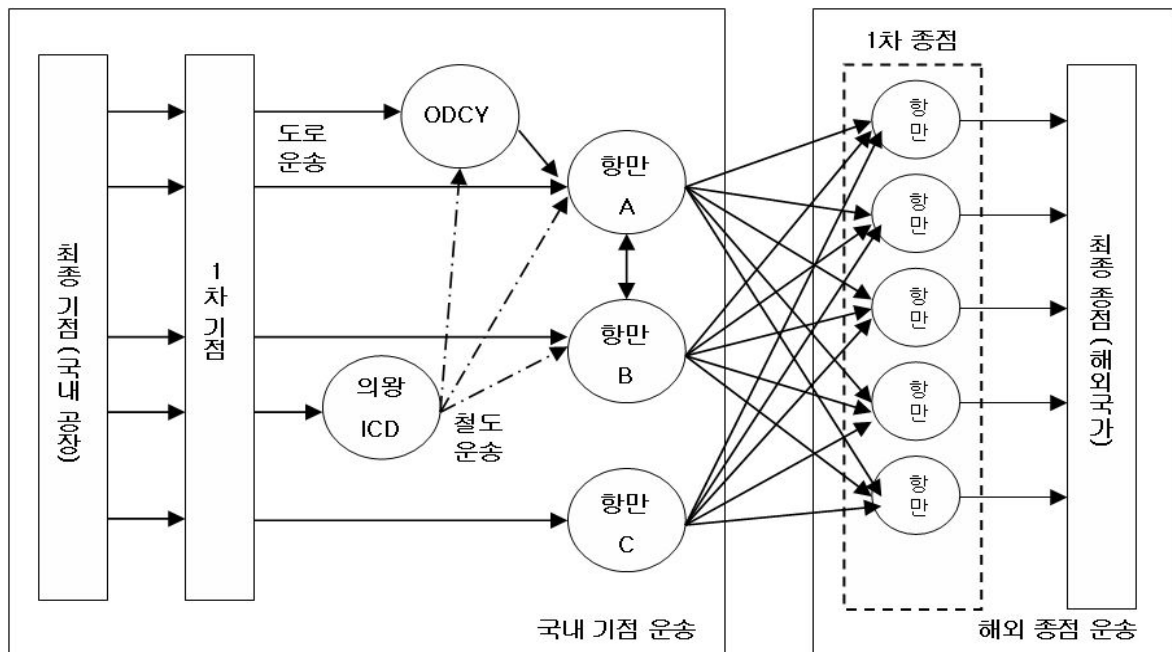 1차 종점
최종 기점(국내 공장)
1차 기점
도로
운송
ODCY
항만
A
항만
B
의왕
ICD
철도
운송
항만
C
국내 기점 운송
항
만
항
만
항
만
항
만
항
만
최종 종점(해외국가)
해외 종점 운송